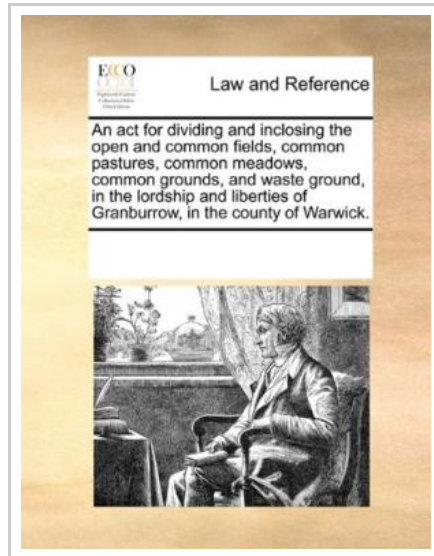 ECCO
Law and Reference
An act for dividing and inclosing the
open and common fields, common
pastures, common meadows,
common grounds, and waste ground,
in the lordship and liberties of
Granburrow, in the county of Warwick.